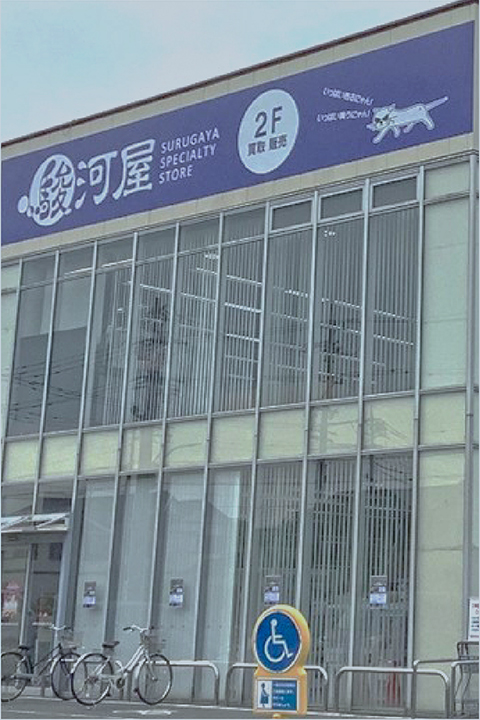 駿河屋
SURUGAYA
SPECIALTY
STORE
2F
買取 販売
いっぱい売るにゃん!
いっぱい買うにゃん!